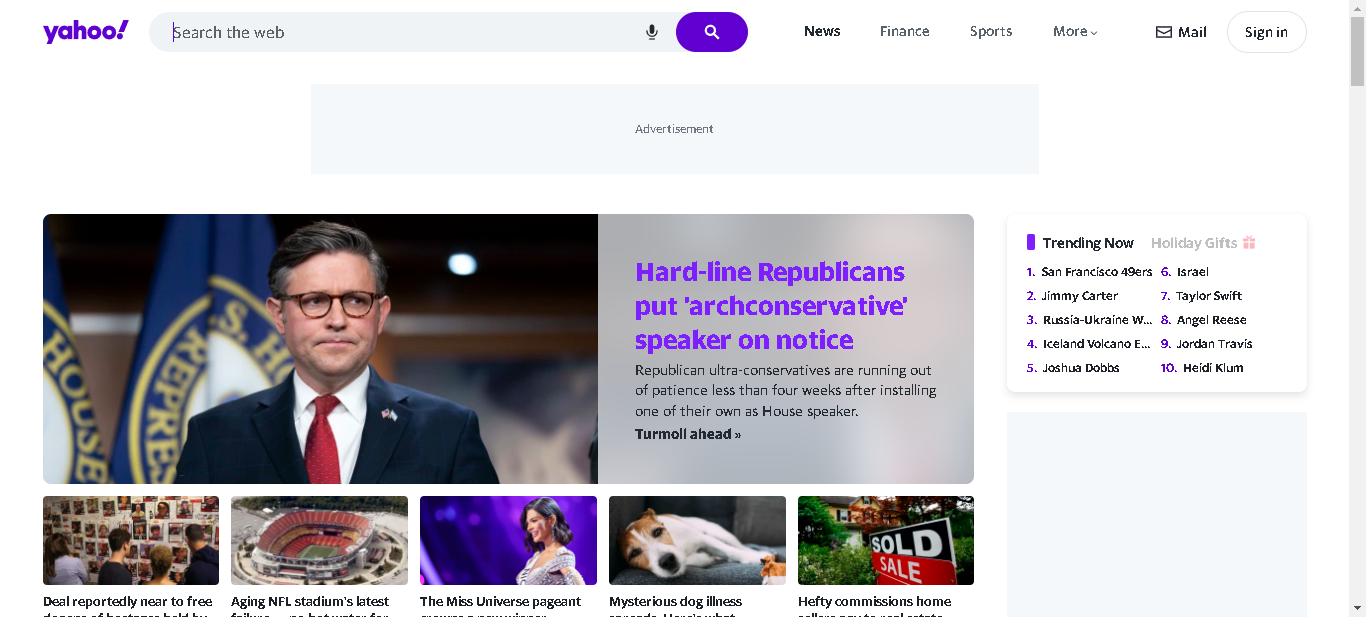 yahoo!
Search the web
News
Finance
Sports
More
Mail
Sign in
Advertisement
Hard-line Republicans
put 'archconservative'
speaker on notice
Republican ultra-conservatives are running out
of patience less than four weeks after installing
one of their own as House speaker.
Turmoil ahead »
Trending Now
Holiday Gifts
1. San Francisco 49ers
2. Jimmy Carter
3. Russia-Ukraine W...
4. Iceland Volcano E...
5. Joshua Dobbs
6. Israel
7. Taylor Swift
8. Angel Reese
9. Jordan Travis
10. Heidi Klum
HOUSE
S. HO
REPRES
SOLD
SALE
Deal reportedly near to free
Aging NFL stadium's latest
The Miss Universe pageant
Mysterious dog illness
Hefty commissions home